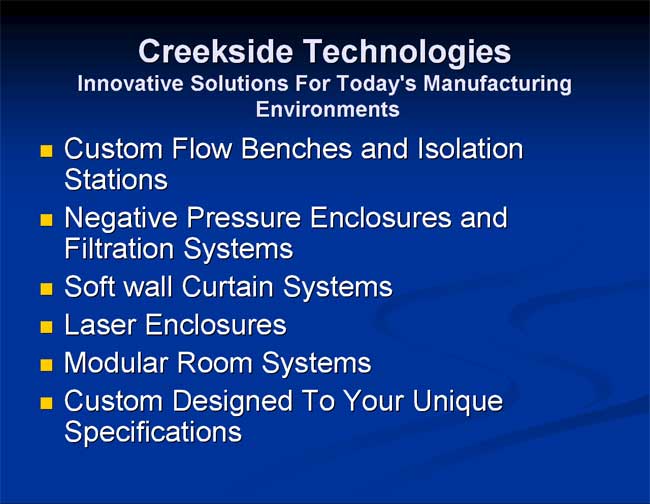 Creekside Technologies
Innovative Solutions For Today's Manufacturing
Environments
Custom Flow Benches and Isolation
Stations
Negative Pressure Enclosures and
Filtration Systems
Soft wall Curtain Systems
Laser Enclosures
Modular Room Systems
Custom Designed To Your Unique
Specifications